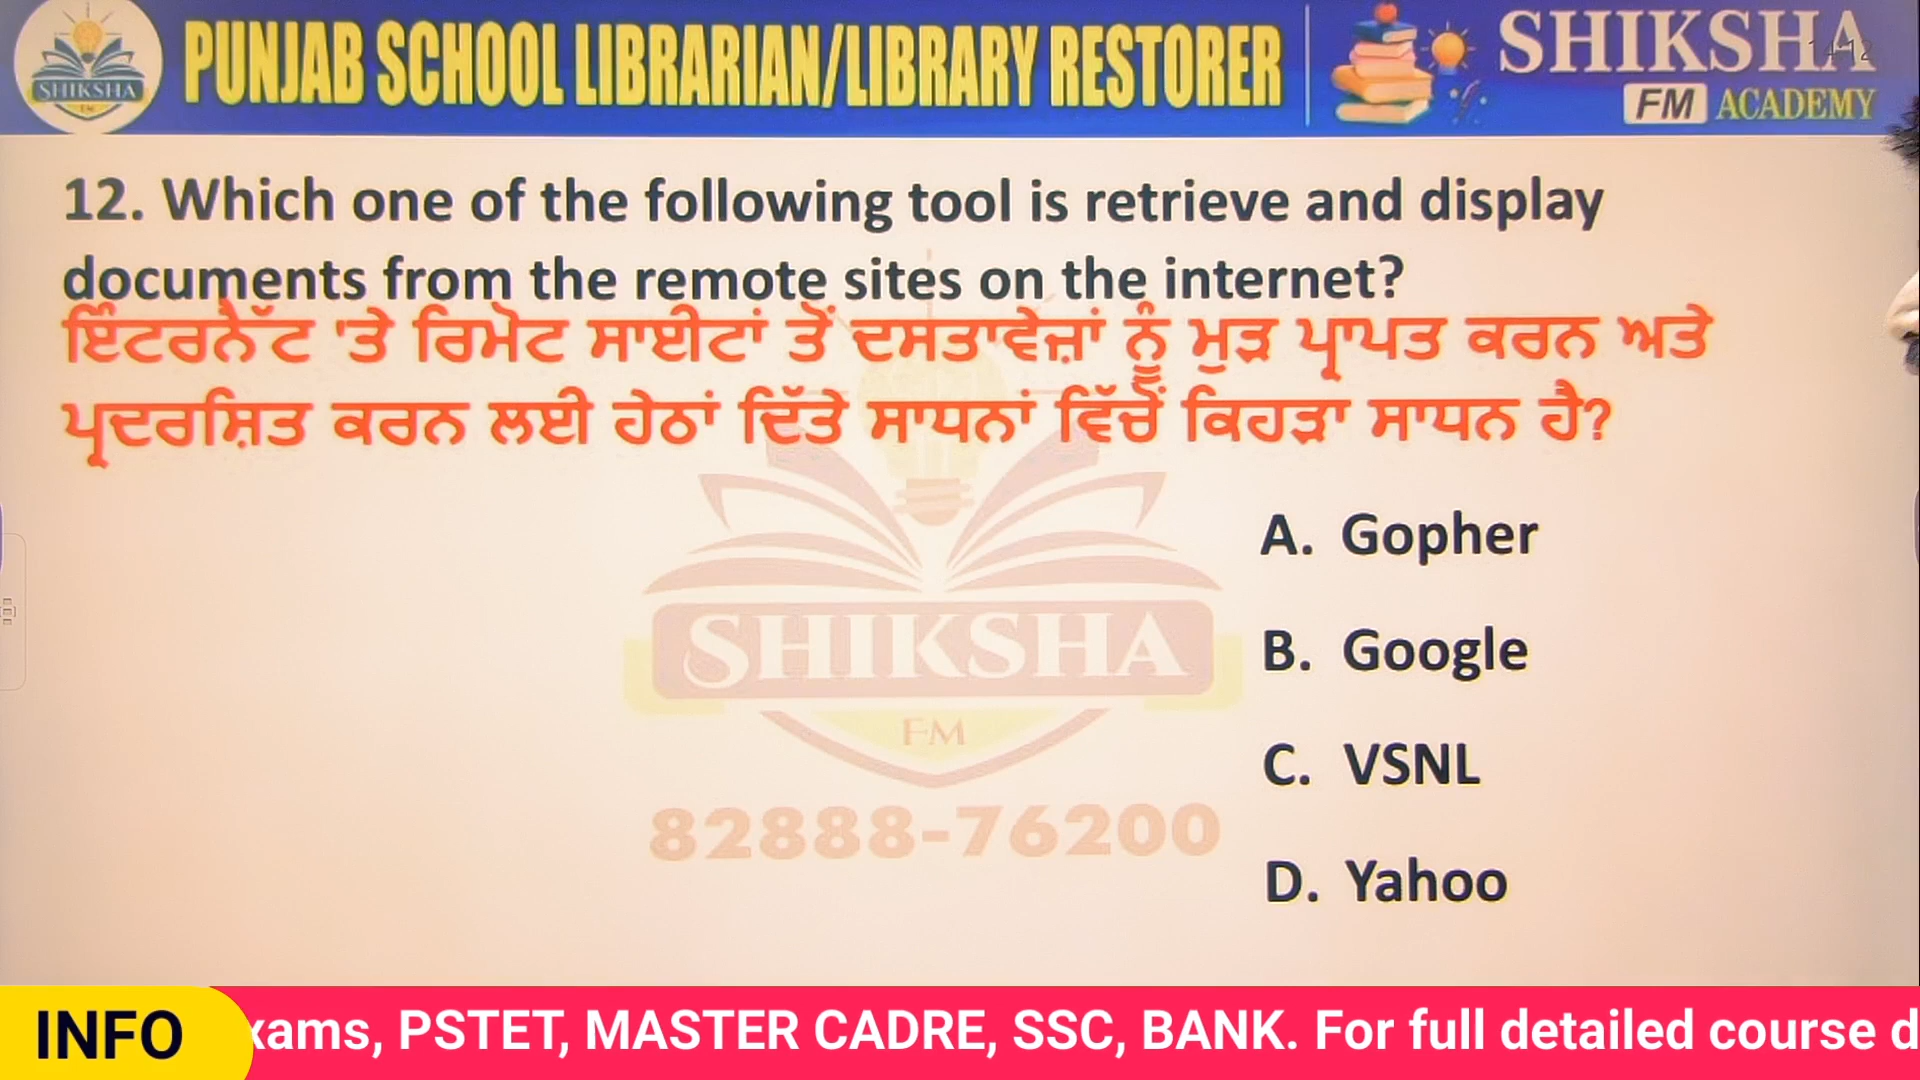 SHIKSHA
FM
PUNJAB SCHOOL LIBRARIAN/LIBRARY RESTORER
SHIKSHA
FM ACADEMY
14:12
12. Which one of the following tool is retrieve and display
documents from the remote sites on the internet?
ਇੰਟਰਨੈੱਟ 'ਤੇ ਰਿਮੋਟ ਸਾਈਟਾਂ ਤੋਂ ਦਸਤਾਵੇਜ਼ਾਂ ਨੂੰ ਮੁੜ ਪ੍ਰਾਪਤ ਕਰਨ ਅਤੇ
ਪ੍ਰਦਰਸ਼ਿਤ ਕਰਨ ਲਈ ਹੇਠਾਂ ਦਿੱਤੇ ਸਾਧਨਾਂ ਵਿੱਚੋਂ ਕਿਹੜਾ ਸਾਧਨ ਹੈ?
A. Gopher
B. Google
C. VSNL
D. Yahoo
SHIKSHA
FM
82888-76200
INFO
xams, PSTET, MASTER CADRE, SSC, BANK. For full detailed course d